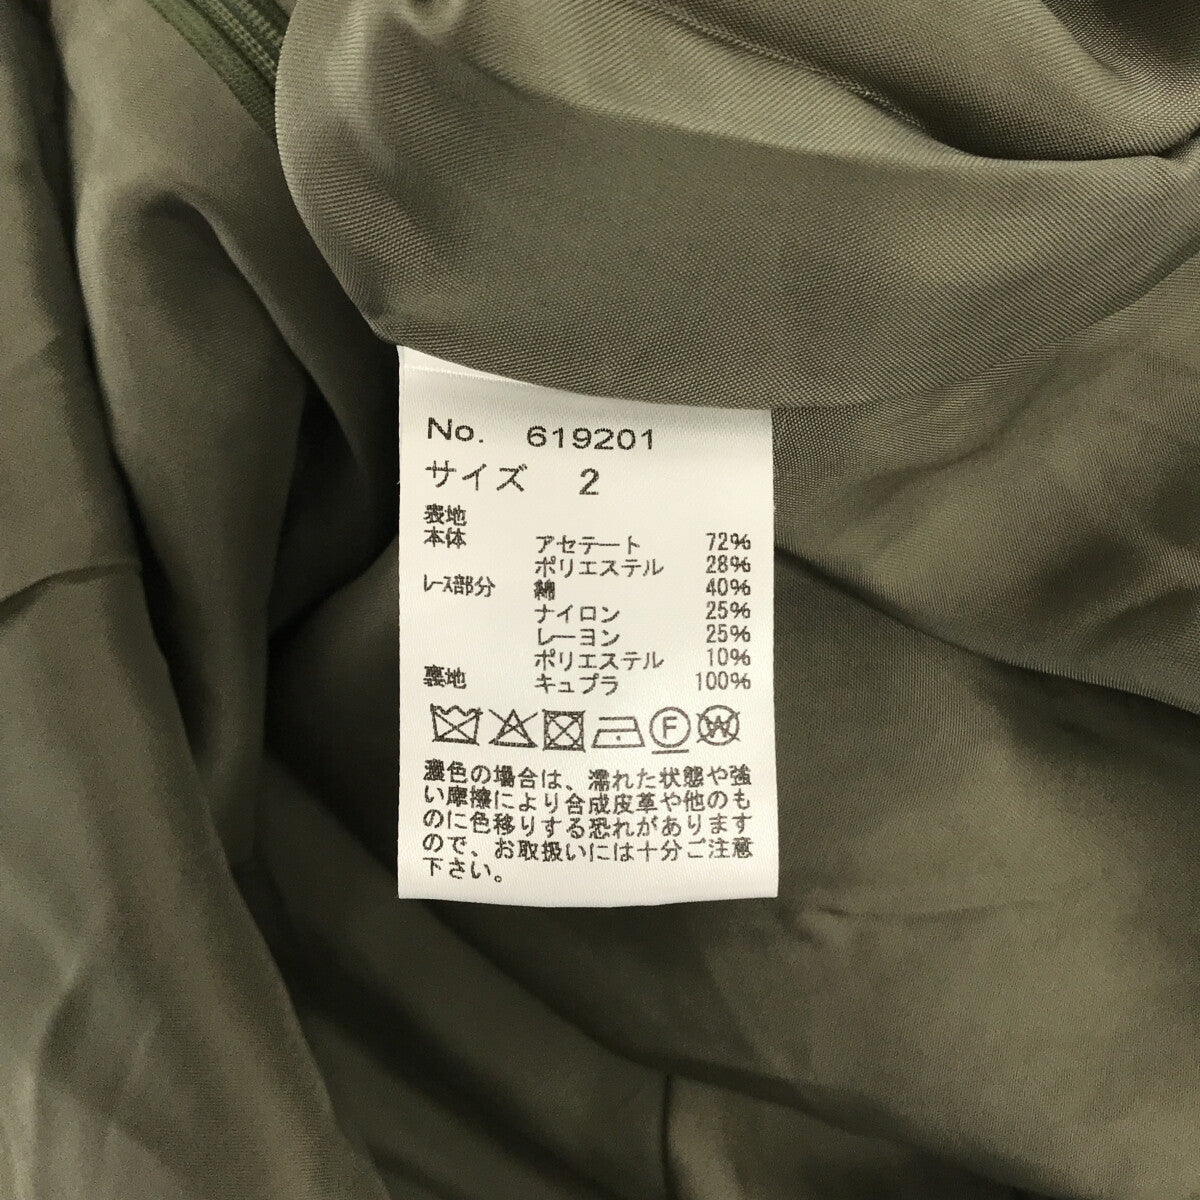 No. 619201
サイズ 2
表地
本体 アセテート 72%
ポリエステル 28%
レース部分 綿 40%
ナイロン 25%
レーヨン 25%
ポリエステル 10%
裏地 キュプラ 100%
F W
濃色の場合は、濡れた状態や強
い摩擦により合成皮革や他のも
のに色移りする恐れがあります
ので、お取扱いには十分ご注意
下さい。